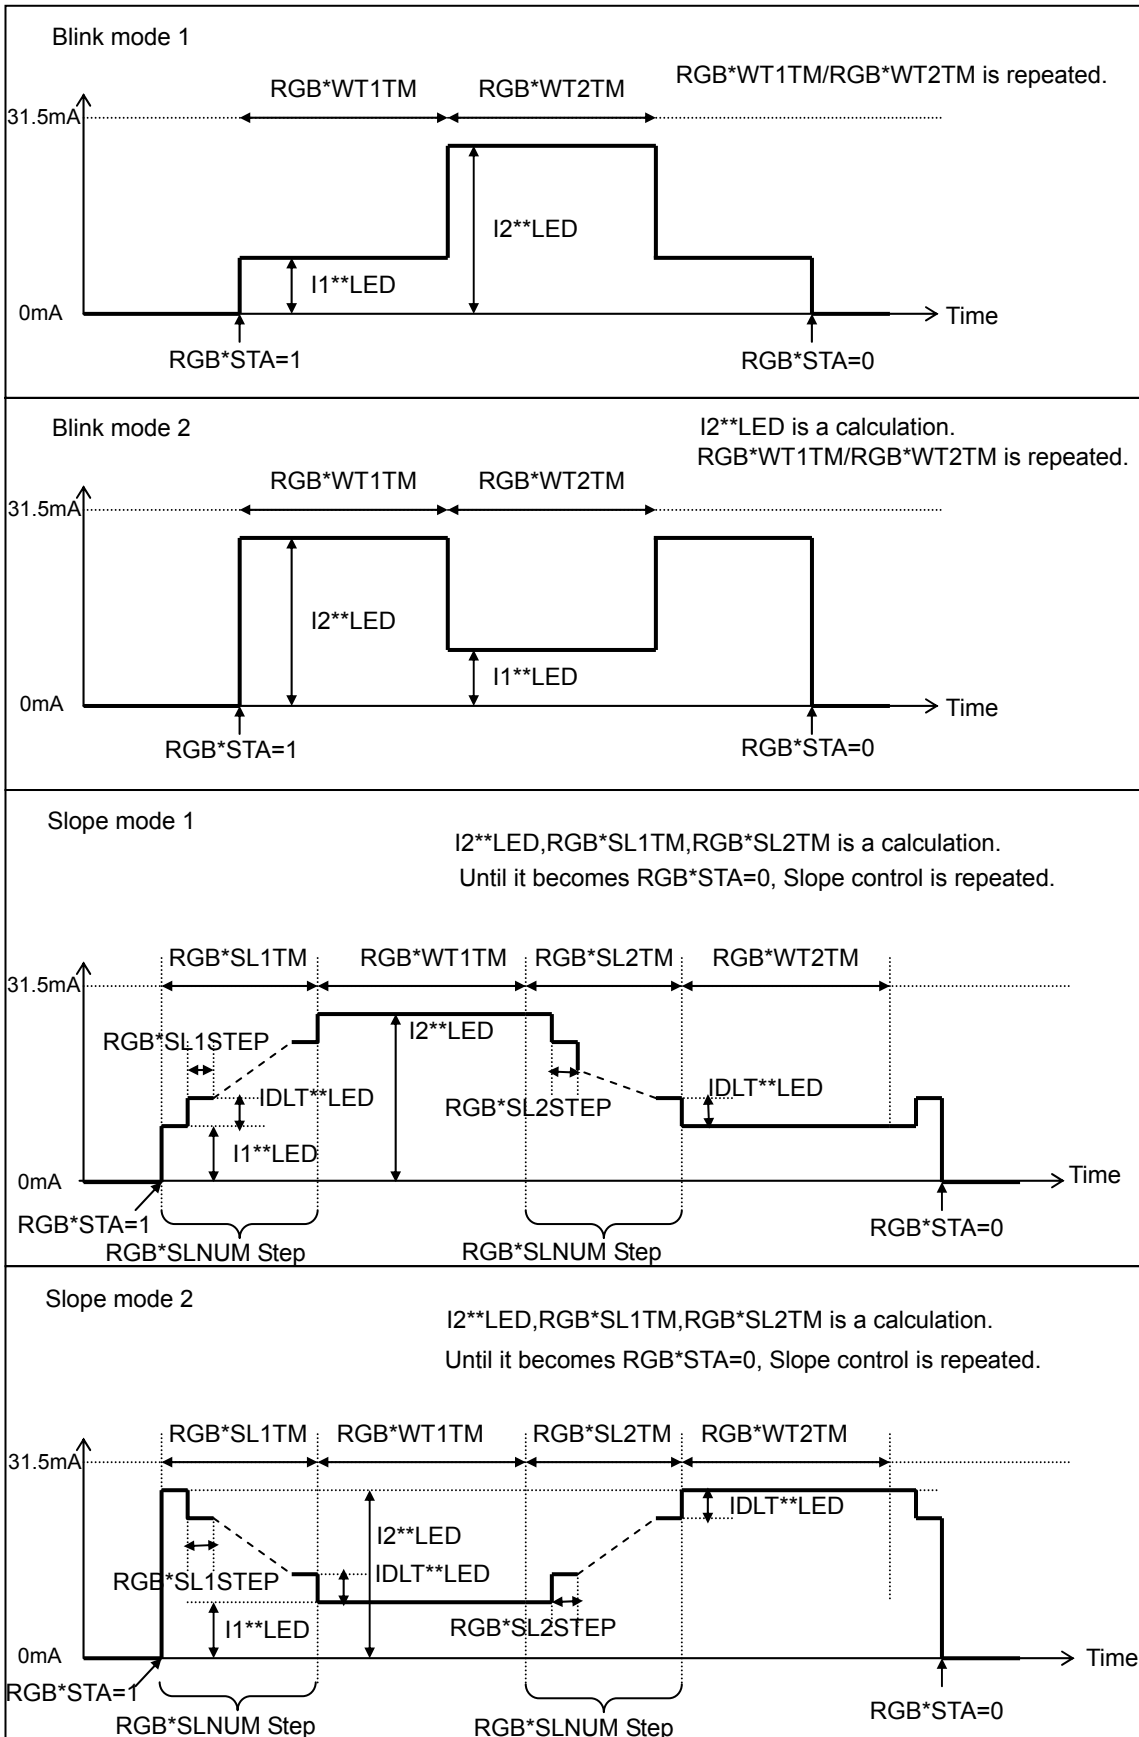 Blink mode 1
RGB*WT1TM/RGB*WT2TM is repeated.
RGB*WT1TM RGB*WT2TM
31.5mA
I2**LED
I1**LED
0mA
Time
RGB*STA=1 RGB*STA=0
Blink mode 2
I2**LED is a calculation.
RGB*WT1TM/RGB*WT2TM is repeated.
RGB*WT1TM RGB*WT2TM
31.5mA
I2**LED
I1**LED
0mA
Time
RGB*STA=1 RGB*STA=0
Slope mode 1
I2**LED,RGB*SL1TM,RGB*SL2TM is a calculation.
Until it becomes RGB*STA=0, Slope control is repeated.
RGB*SL1TM RGB*WT1TM RGB*SL2TM RGB*WT2TM
31.5mA
RGB*SL1STEP
I2**LED
IDLT**LED
RGB*SL2STEP
IDLT**LED
I1**LED
0mA
Time
RGB*STA=1 RGB*STA=0
RGB*SLNUM Step RGB*SLNUM Step
Slope mode 2
I2**LED,RGB*SL1TM,RGB*SL2TM is a calculation.
Until it becomes RGB*STA=0, Slope control is repeated.
RGB*SL1TM RGB*WT1TM RGB*SL2TM RGB*WT2TM
31.5mA
IDLT**LED
I2**LED
RGB*SL1STEP
IDLT**LED
I1**LED
RGB*SL2STEP
0mA
Time
RGB*STA=1 RGB*STA=0
RGB*SLNUM Step RGB*SLNUM Step